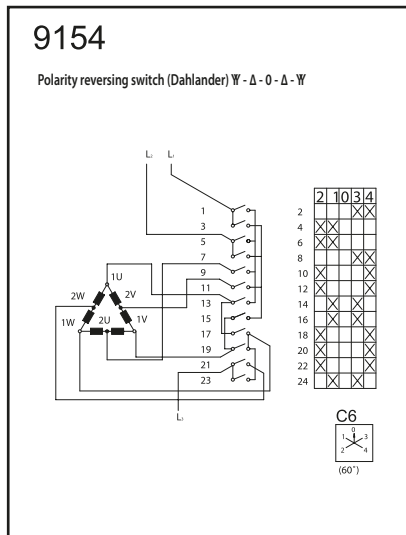 9154
Polarity reversing switch (Dahlander) - Δ - 0 - Δ -
L
L
1
3
5
7
9
11
13
15
17
19
21
23
1U
2W
2V
1W
2U
1V
L
2 1 0 3 4
2 X X
4 X X
6 X X
8 X X
10 X X
12 X X
14 X X
16 X X
18 X X
20 X X
22 X X
24 X X
C6
0
1 3
2 4
(60°)